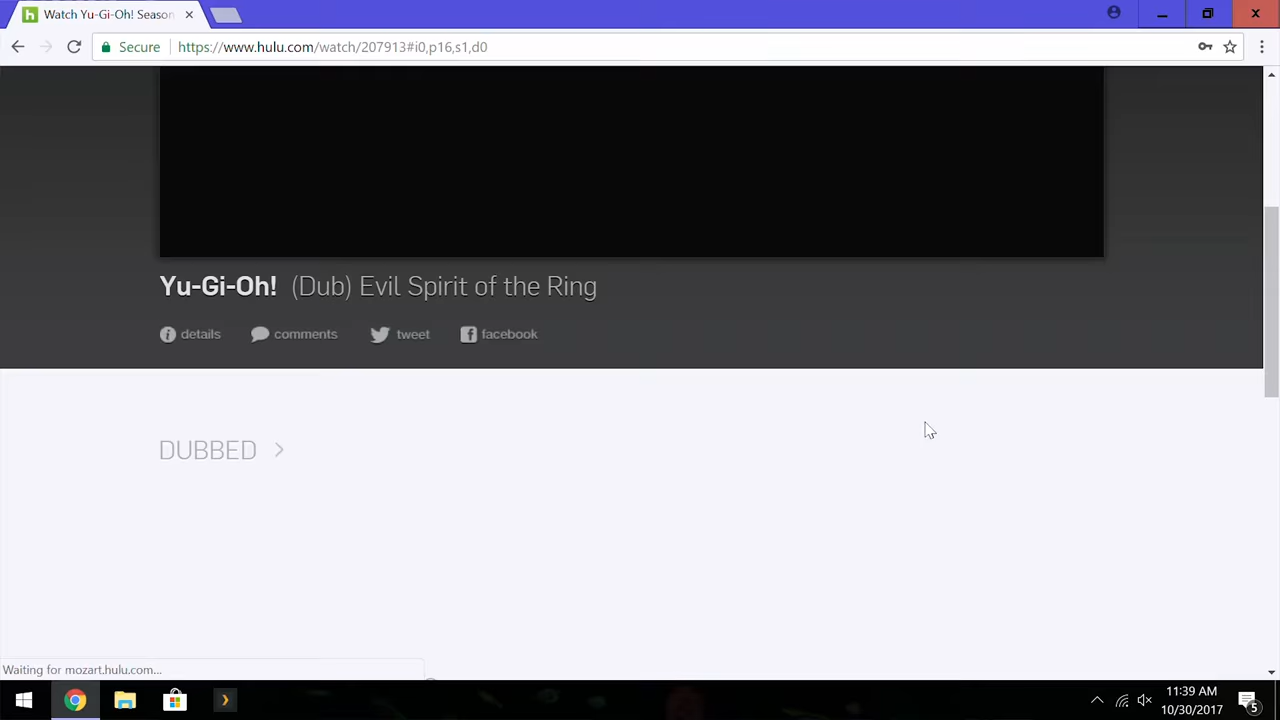 Watch Yu-Gi-Oh! Season
Secure https://www.hulu.com/watch/207913#i0,p16,s1,d0
Yu-Gi-Oh! (Dub) Evil Spirit of the Ring
details comments tweet facebook
DUBBED >
Waiting for mozart.hulu.com...
11:39 AM
10/30/2017
5